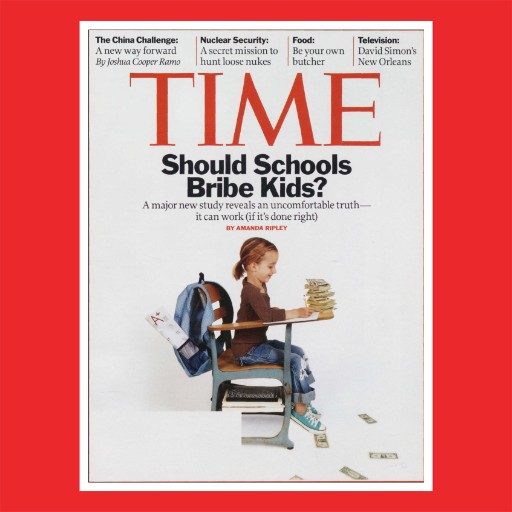 The China Challenge:
A new way forward
By Joshua Cooper Ramo
Nuclear Security:
A secret mission to
hunt loose nukes
Food:
Be your own
butcher
Television:
David Simon's
New Orleans
TIME
Should Schools
Bribe Kids?
A major new study reveals an uncomfortable truth—
it can work (if it's done right)
BY AMANDA RIPLEY
A+